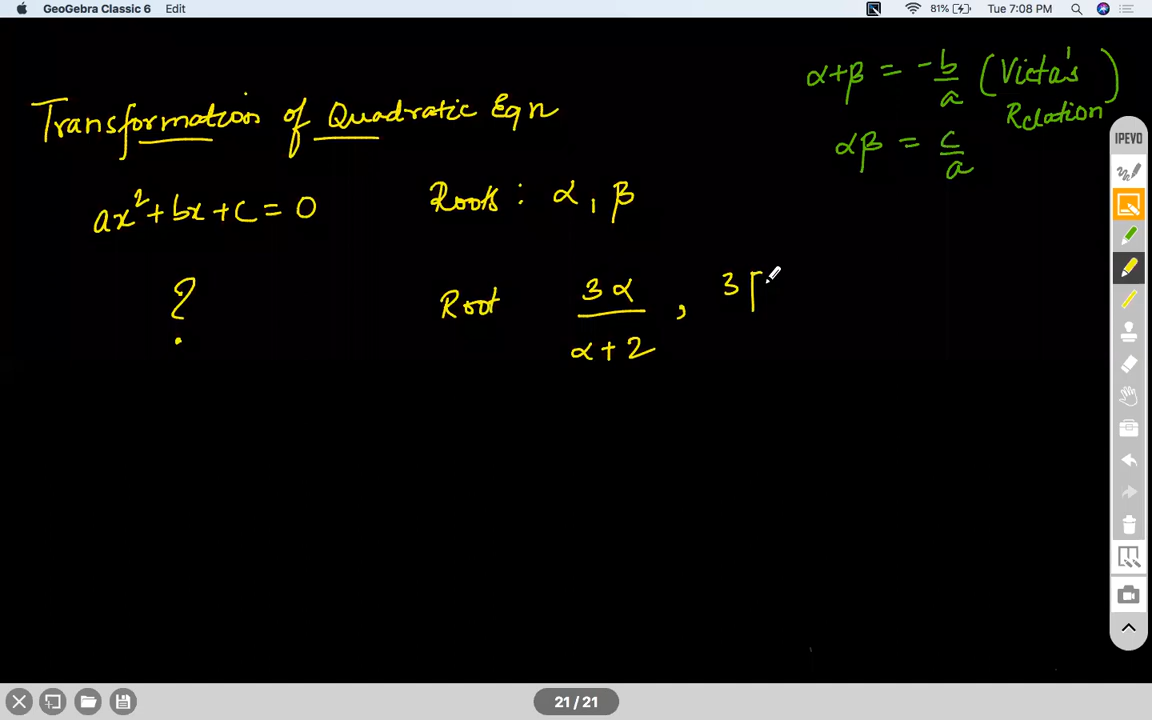 GeoGebra Classic 6 Edit 81% Tue 7:08 PM
α+β = -b/a (Vieta's Relation)
αβ = c/a
Transformation of Quadratic Eqn
ax²+bx+c=0 Roots: α, β
? Root 3α/α+2 , 3
IPEVO
21 / 21